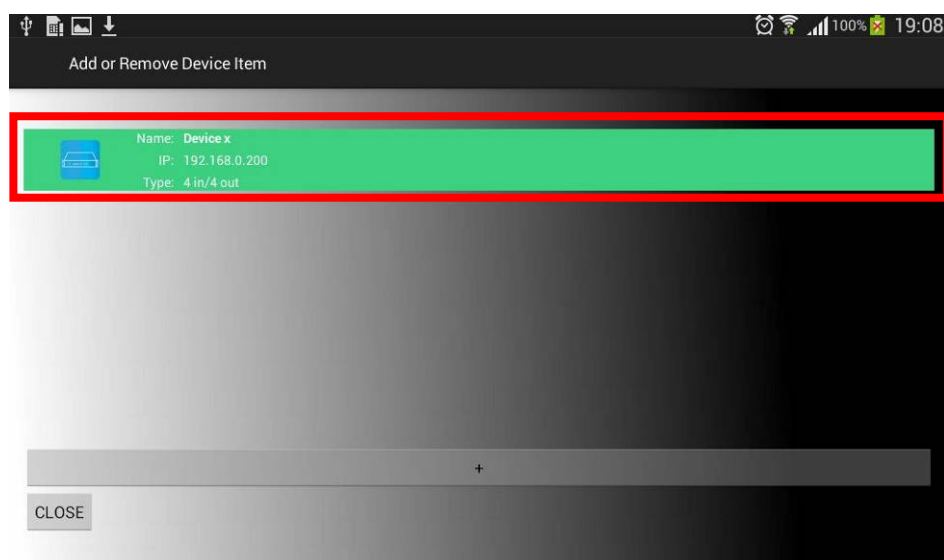 100% 19:08
Add or Remove Device Item
Name: Device x
IP: 192.168.0.200
Type: 4 in/4 out
+
CLOSE